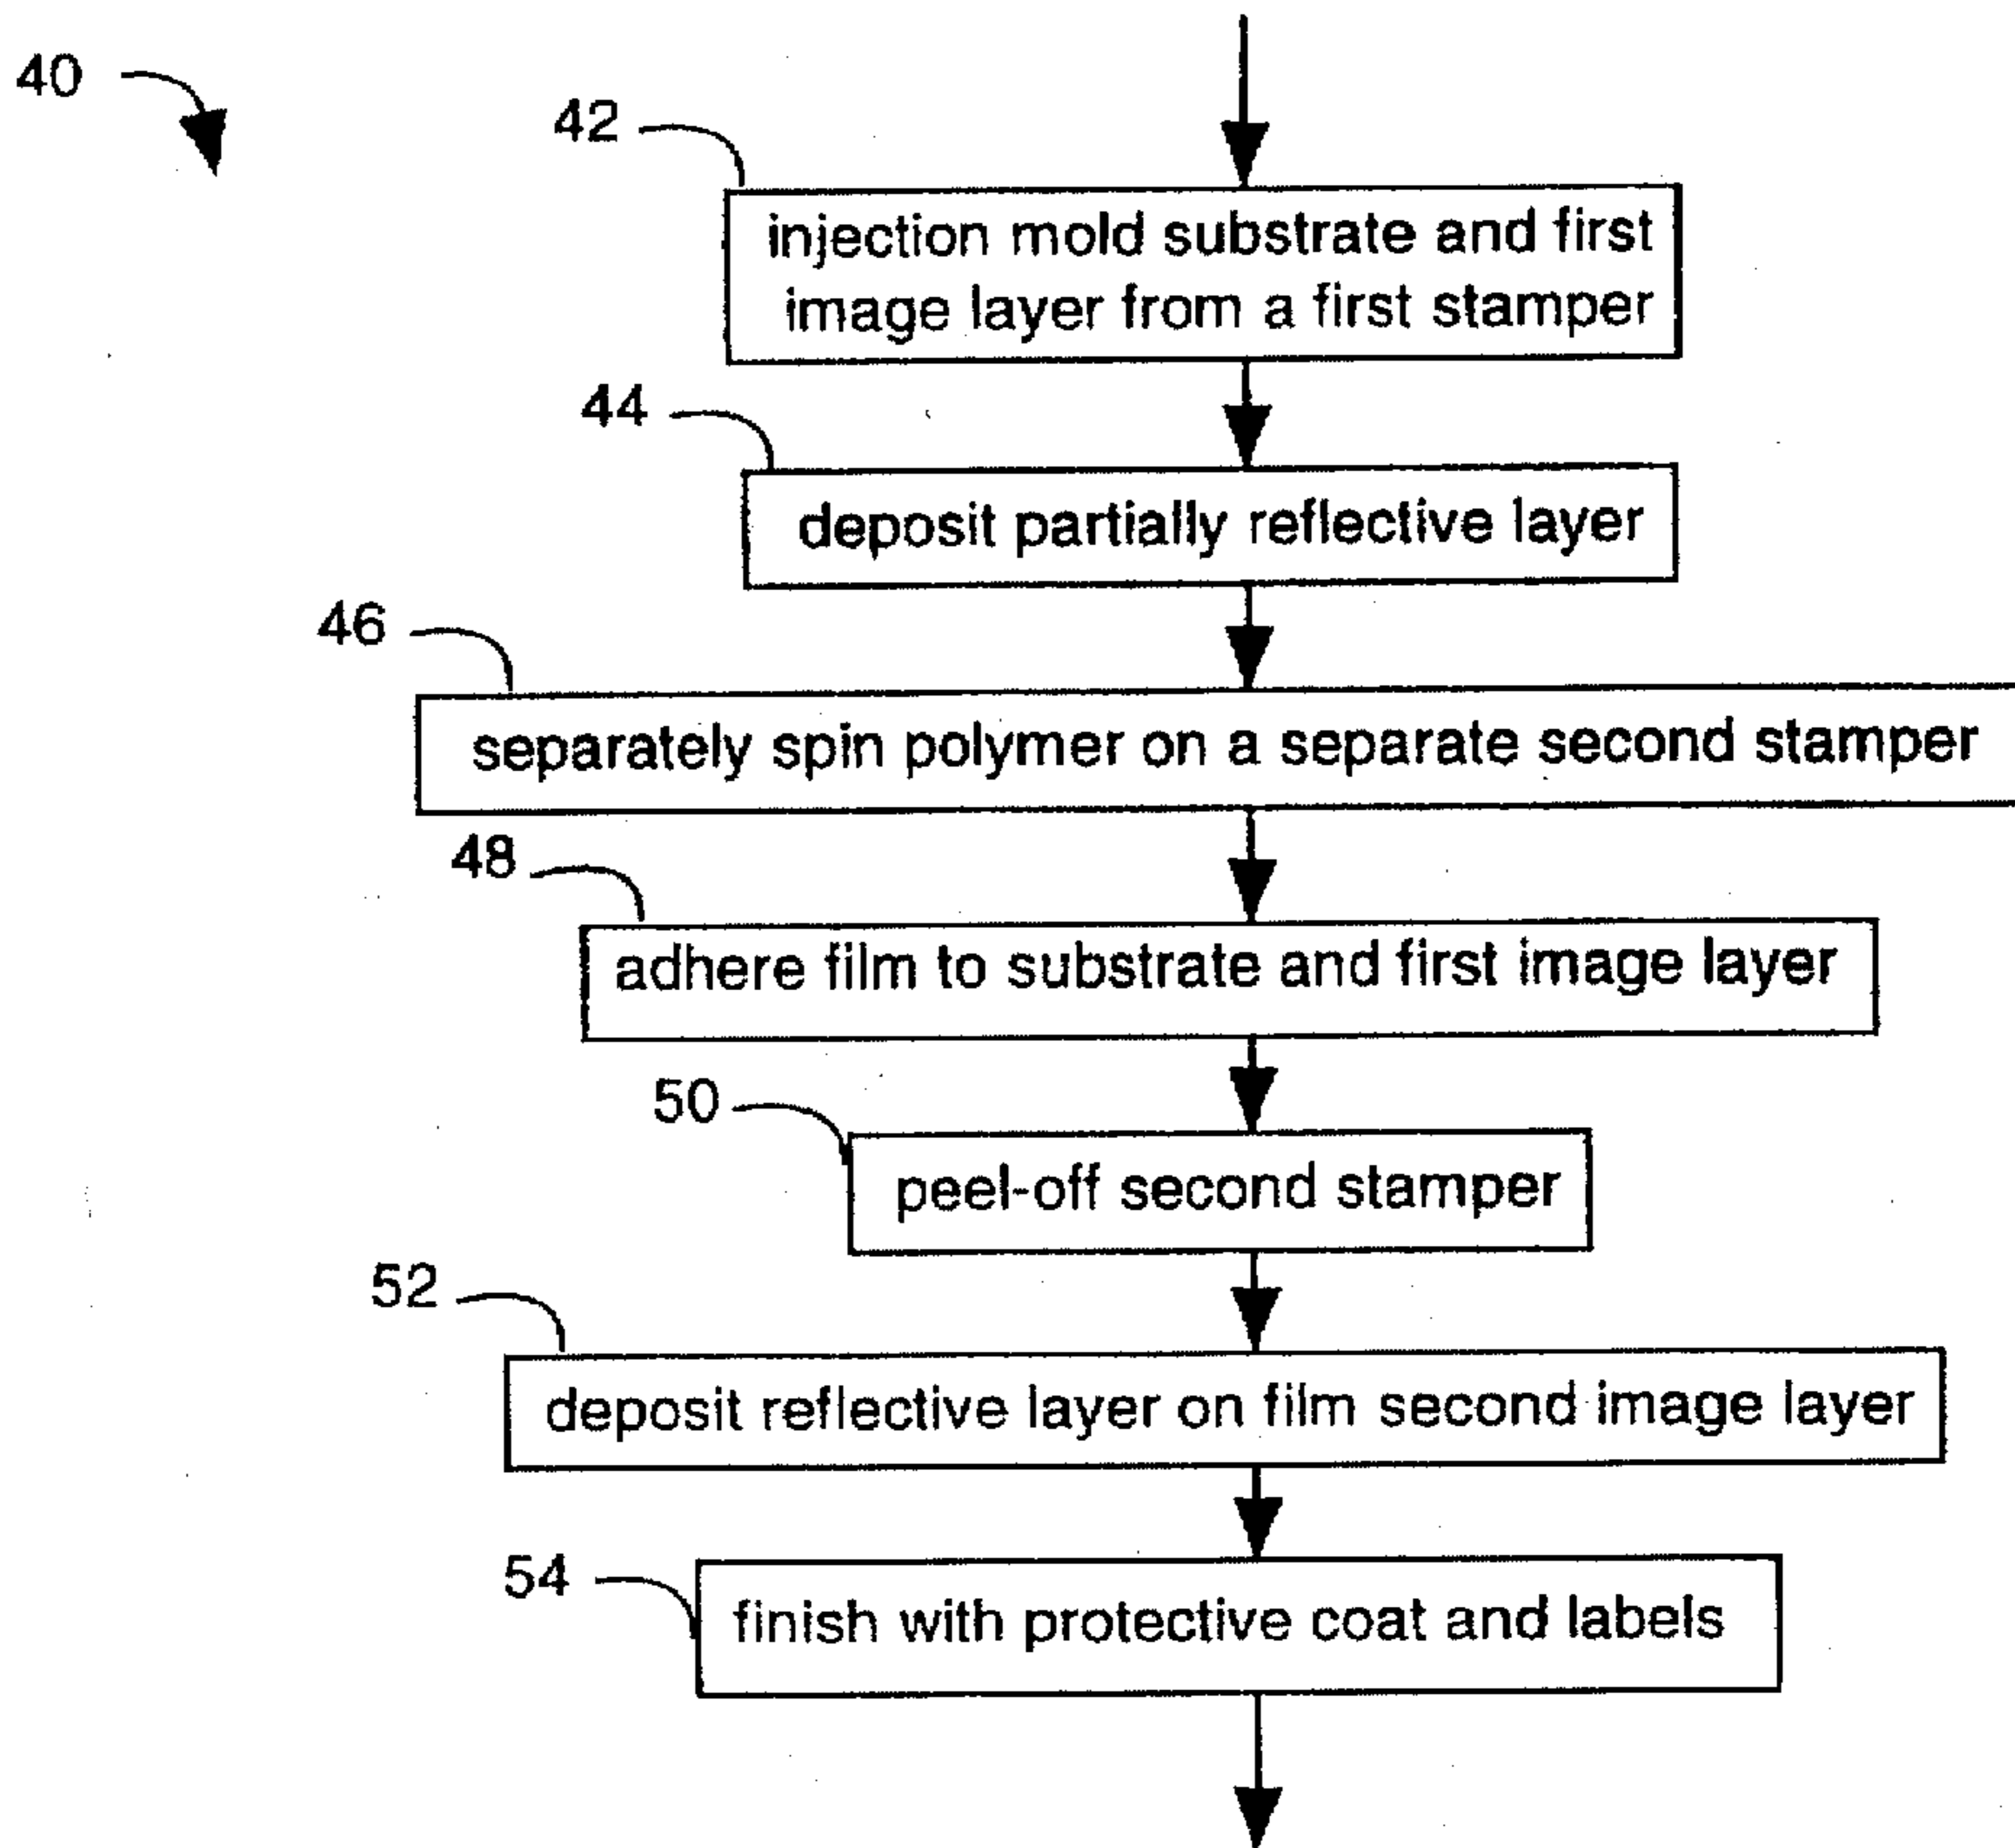 40
42
injection mold substrate and first
image layer from a first stamper
44
deposit partially reflective layer
46
separately spin polymer on a separate second stamper
48
adhere film to substrate and first image layer
50
peel-off second stamper
52
deposit reflective layer on film second image layer
54
finish with protective coat and labels